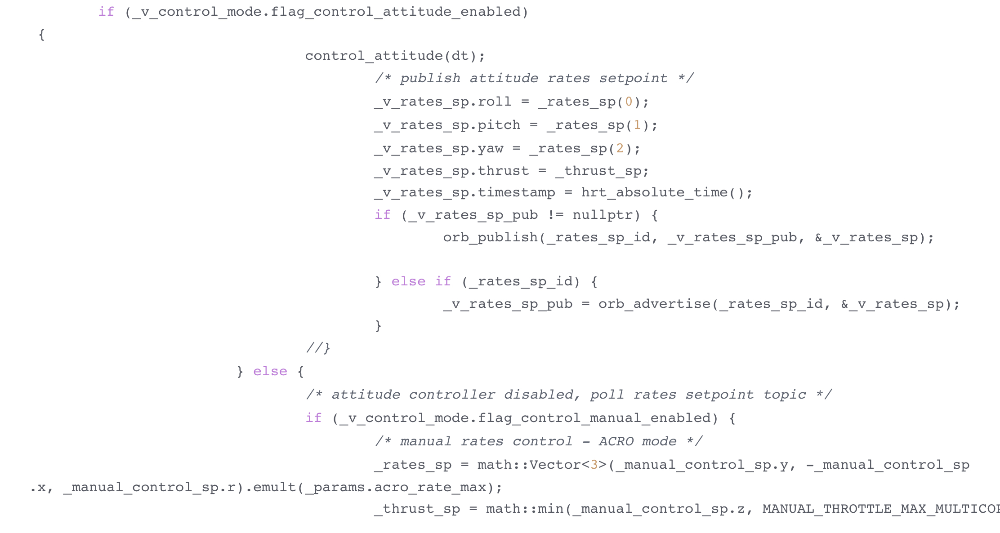 if (_v_control_mode.flag_control_attitude_enabled)
{
control_attitude(dt);
/* publish attitude rates setpoint */
_v_rates_sp.roll = _rates_sp(0);
_v_rates_sp.pitch = _rates_sp(1);
_v_rates_sp.yaw = _rates_sp(2);
_v_rates_sp.thrust = _thrust_sp;
_v_rates_sp.timestamp = hrt_absolute_time();
if (_v_rates_sp_pub != nullptr) {
orb_publish(_rates_sp_id, _v_rates_sp_pub, &_v_rates_sp);
} else if (_rates_sp_id) {
_v_rates_sp_pub = orb_advertise(_rates_sp_id, &_v_rates_sp);
}
//}
} else {
/* attitude controller disabled, poll rates setpoint topic */
if (_v_control_mode.flag_control_manual_enabled) {
/* manual rates control - ACRO mode */
_rates_sp = math::Vector<3>(_manual_control_sp.y, -_manual_control_sp
.x, _manual_control_sp.r).emult(_params.acro_rate_max);
_thrust_sp = math::min(_manual_control_sp.z,